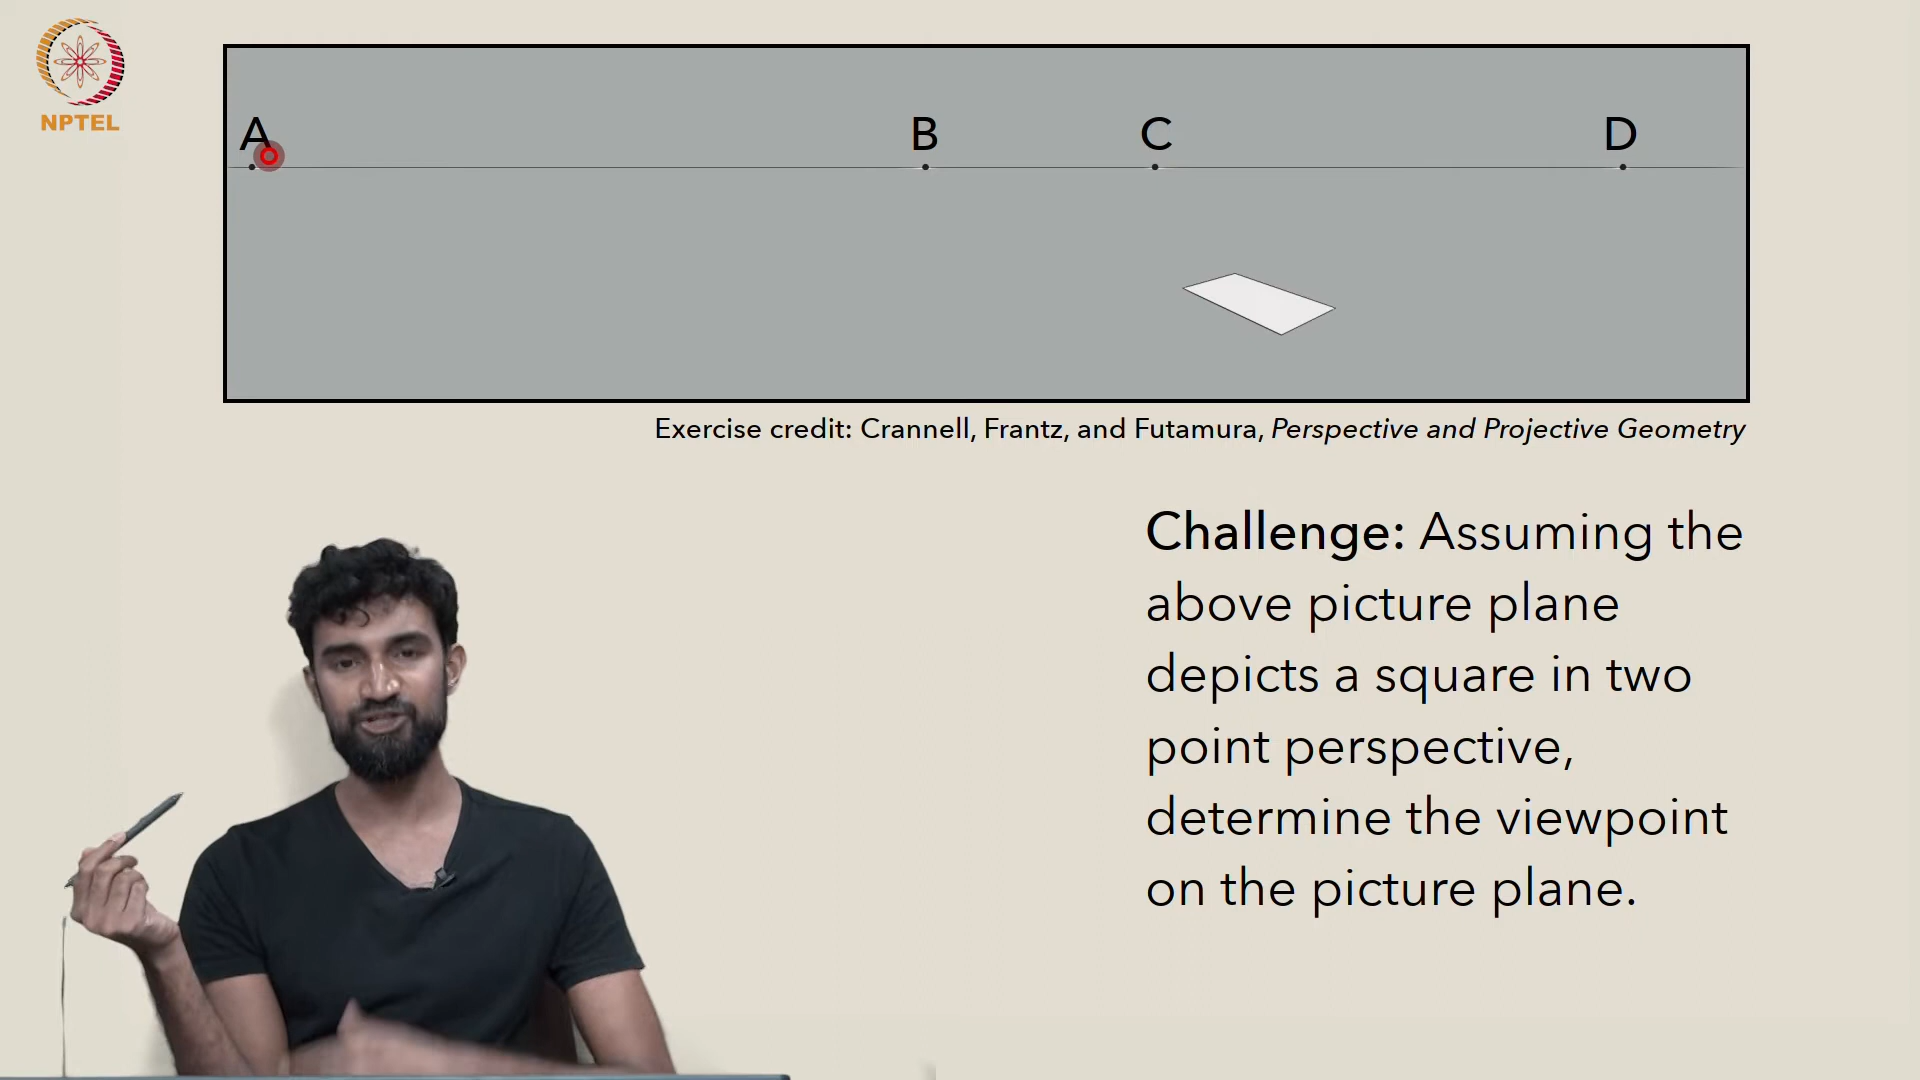 NPTEL
A B C D
Exercise credit: Crannell, Frantz, and Futamura, Perspective and Projective Geometry
Challenge: Assuming the
above picture plane
depicts a square in two
point perspective,
determine the viewpoint
on the picture plane.